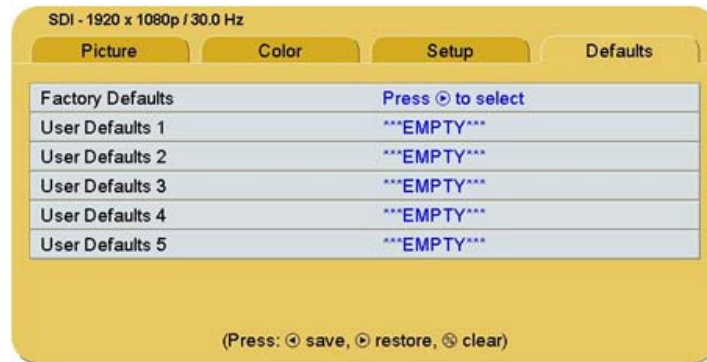 SDI - 1920 x 1080p / 30.0 Hz
Picture Color Setup Defaults
Factory Defaults Press ⊙ to select
User Defaults 1 ***EMPTY***
User Defaults 2 ***EMPTY***
User Defaults 3 ***EMPTY***
User Defaults 4 ***EMPTY***
User Defaults 5 ***EMPTY***
(Press: ⊙ save, ⊙ restore, ⦸ clear)